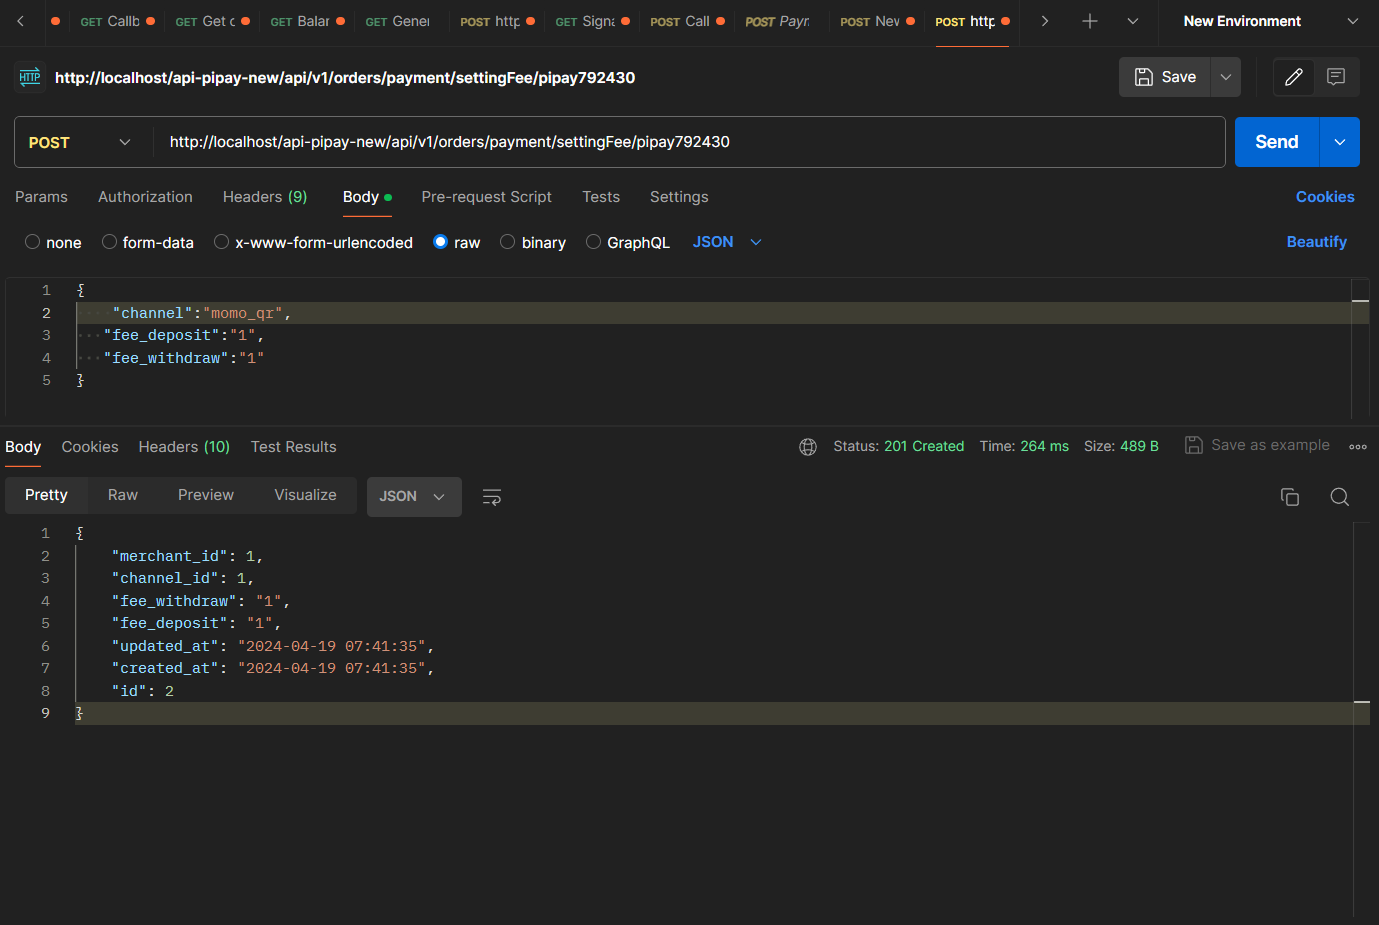 GET Callb GET Get c GET Balar GET Gener POST http GET Signa POST Call POST Paym POST New POST http New Environment
HTTP http://localhost/api-pipay-new/api/v1/orders/payment/settingFee/pipay792430 Save
POST http://localhost/api-pipay-new/api/v1/orders/payment/settingFee/pipay792430 Send
Params Authorization Headers (9) Body Pre-request Script Tests Settings Cookies
none form-data x-www-form-urlencoded raw binary GraphQL JSON Beautify
1 {
2 "channel":"momo_qr",
3 "fee_deposit":"1",
4 "fee_withdraw":"1"
5 }
Body Cookies Headers (10) Test Results Status: 201 Created Time: 264 ms Size: 489 B Save as example
Pretty Raw Preview Visualize JSON
1 {
2 "merchant_id": 1,
3 "channel_id": 1,
4 "fee_withdraw": "1",
5 "fee_deposit": "1",
6 "updated_at": "2024-04-19 07:41:35",
7 "created_at": "2024-04-19 07:41:35",
8 "id": 2
9 }